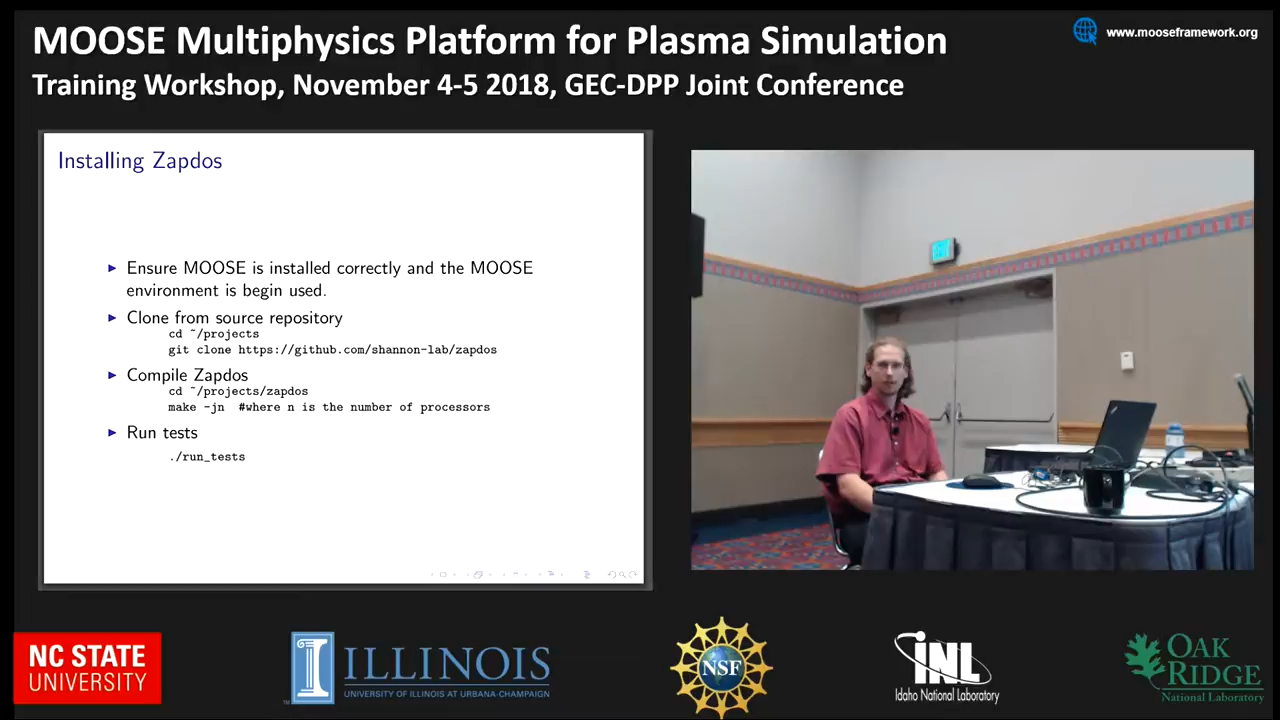 MOOSE Multiphysics Platform for Plasma Simulation
www.mooseframework.org
Training Workshop, November 4-5 2018, GEC-DPP Joint Conference
Installing Zapdos
Ensure MOOSE is installed correctly and the MOOSE
environment is begin used.
Clone from source repository
cd ~/projects
git clone https://github.com/shannon-lab/zapdos
Compile Zapdos
cd ~/projects/zapdos
make -jn #where n is the number of processors
Run tests
./run_tests
NC STATE
UNIVERSITY
ILLINOIS
UNIVERSITY OF ILLINOIS AT URBANA-CHAMPAIGN
NSF
INL
Idaho National Laboratory
OAK
RIDGE
National Laboratory